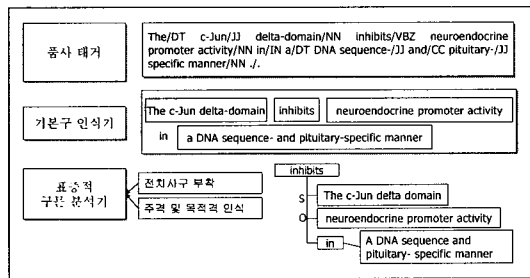 품사 태거
The/DT c-Jun/JJ delta-domain/NN inhibits/VBZ neuroendocrine
promoter activity/NN in/IN a/DT DNA sequence-/JJ and/CC pituitary-/JJ
specific manner/NN ./.
기본구 인식기
The c-Jun delta-domain inhibits neuroendocrine promoter activity
in a DNA sequence- and pituitary-specific manner
표층적
구문 분석기
전치사구 부착
주격 및 목적격 인식
inhibits
S The c-Jun delta domain
O neuroendocrine promoter activity
in A DNA sequence and
pituitary- specific manner